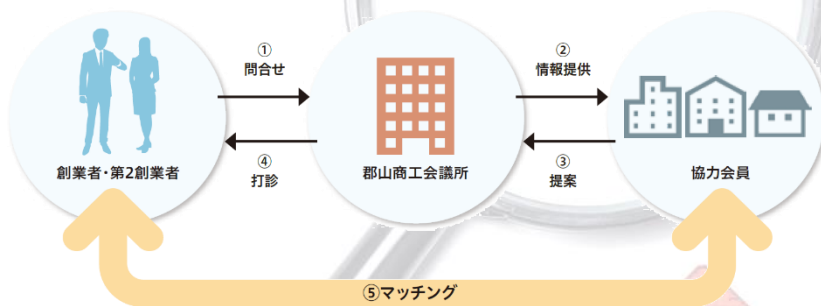 ①
問合せ
②
情報提供
④
打診
③
提案
創業者・第2創業者
郡山商工会議所
協力会員
⑤マッチング